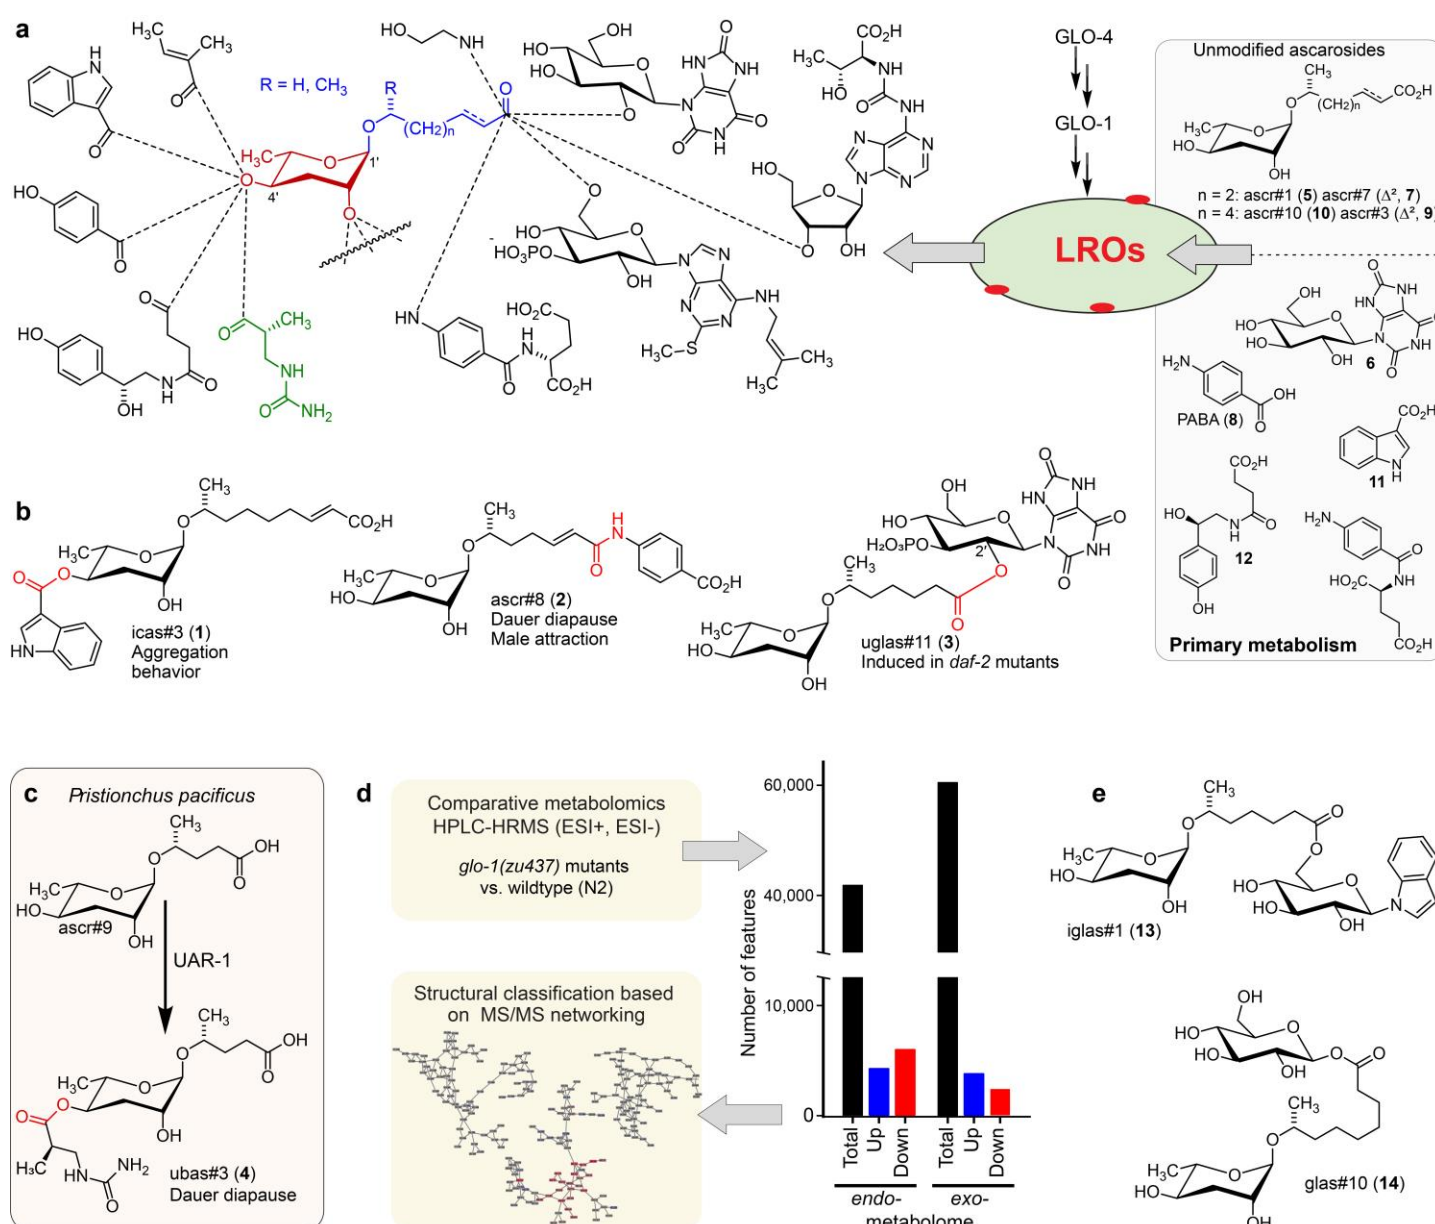 a
R = H, CH3
GLO-4
GLO-1
LROs
Unmodified ascarosides
n = 2: ascr#1 (5) ascr#7 (Δ², 7)
n = 4: ascr#10 (10) ascr#3 (Δ², 9)
6
PABA (8)
11
12
Primary metabolism
b
icas#3 (1)
Aggregation
behavior
ascr#8 (2)
Dauer diapause
Male attraction
uglas#11 (3)
Induced in daf-2 mutants
c
Pristionchus pacificus
ascr#9
UAR-1
ubas#3 (4)
Dauer diapause
d
Comparative metabolomics
HPLC-HRMS (ESI+, ESI-)
glo-1(zu437) mutants
vs. wildtype (N2)
Structural classification based
on MS/MS networking
Number of features
60,000
40,000
10,000
0
Total
Up
Down
Total
Up
Down
endo-
exo-
metabolome
e
iglas#1 (13)
glas#10 (14)